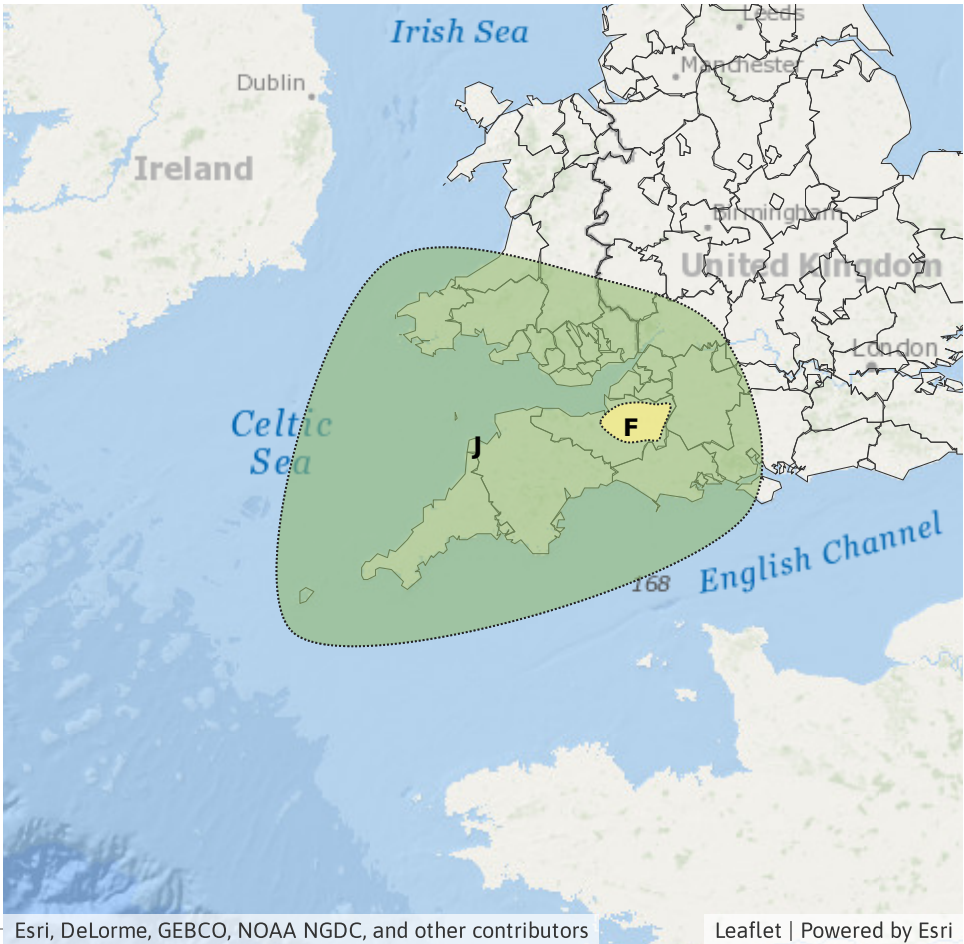 Leeds
Irish Sea
Manchester
Dublin
Ireland
Birmingham
United Kingdom
London
Celtic
Sea
F
J
English Channel
168
Esri, DeLorme, GEBCO, NOAA NGDC, and other contributors
Leaflet | Powered by Esri